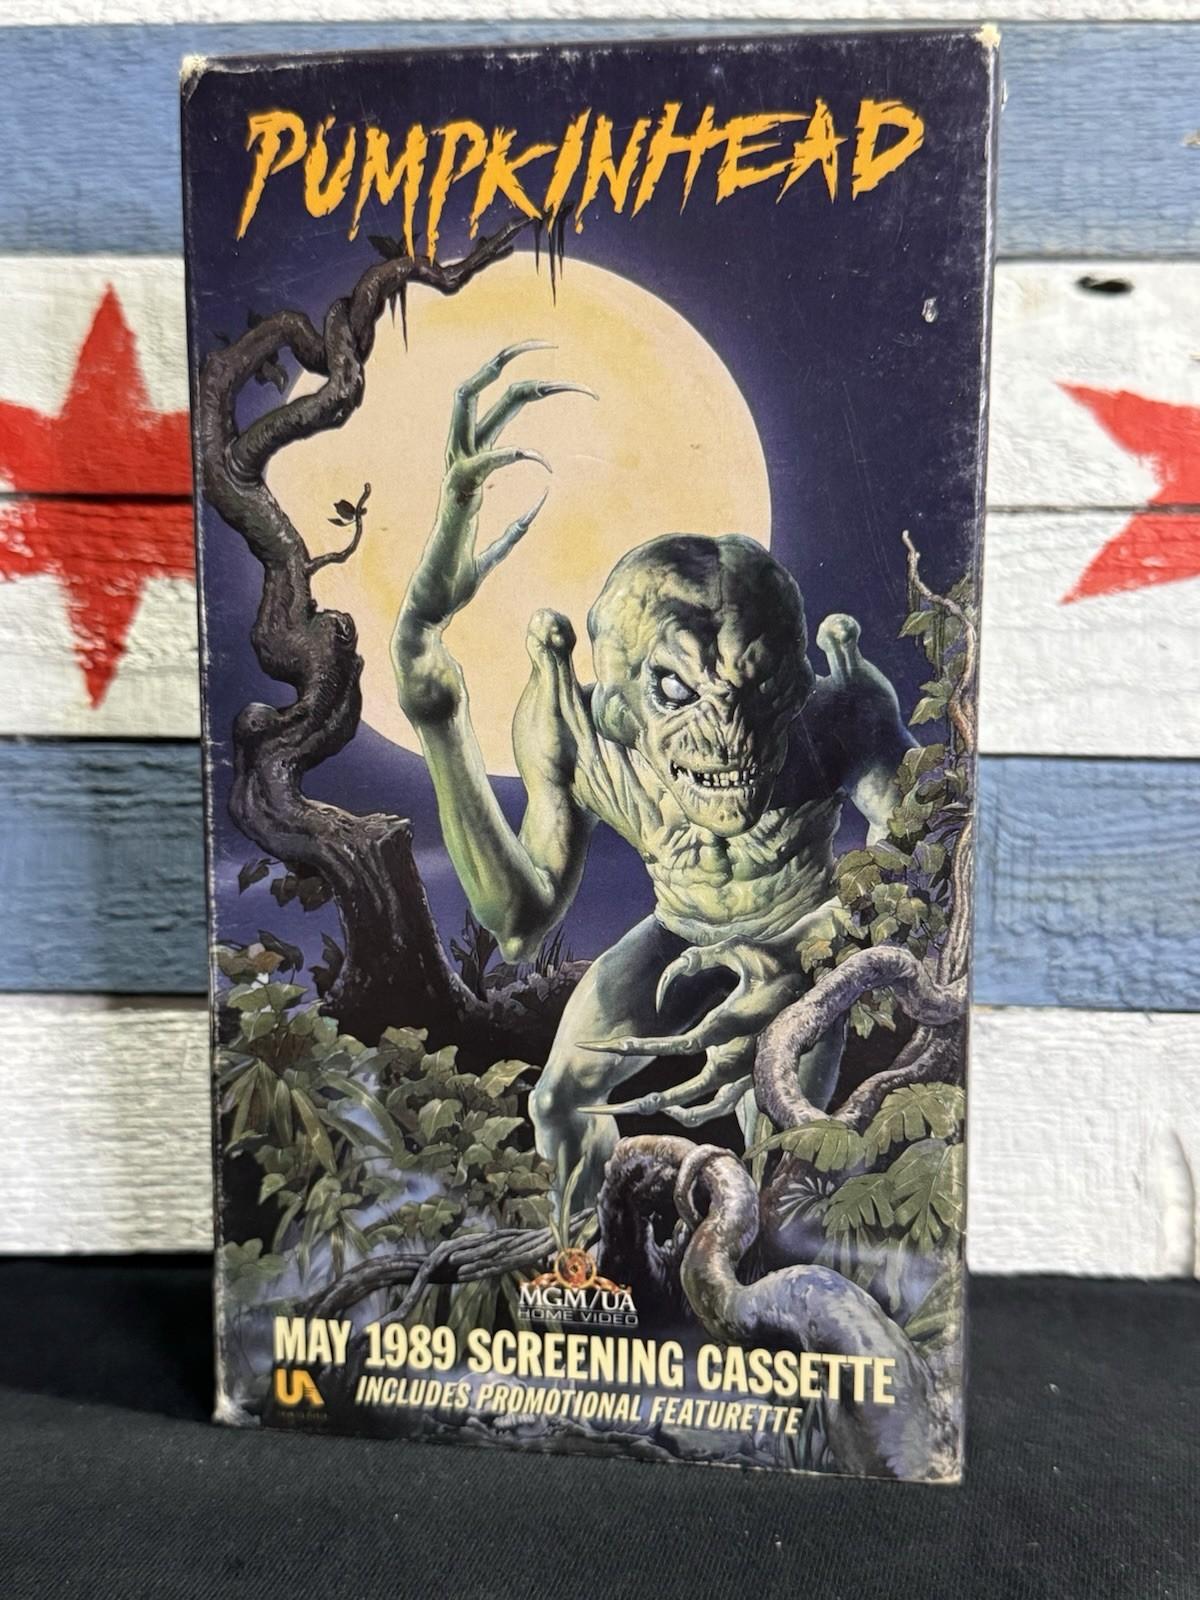 PUMPKINHEAD
MGM/UA
HOME VIDEO
MAY 1989 SCREENING CASSETTE
UA
INCLUDES PROMOTIONAL FEATURETTE